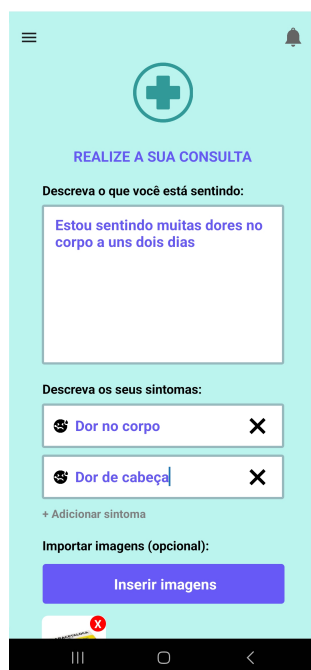 REALIZE A SUA CONSULTA
Descreva o que você está sentindo:
Estou sentindo muitas dores no
corpo a uns dois dias
Descreva os seus sintomas:
Dor no corpo
Dor de cabeça
+ Adicionar sintoma
Importar imagens (opcional):
Inserir imagens
X